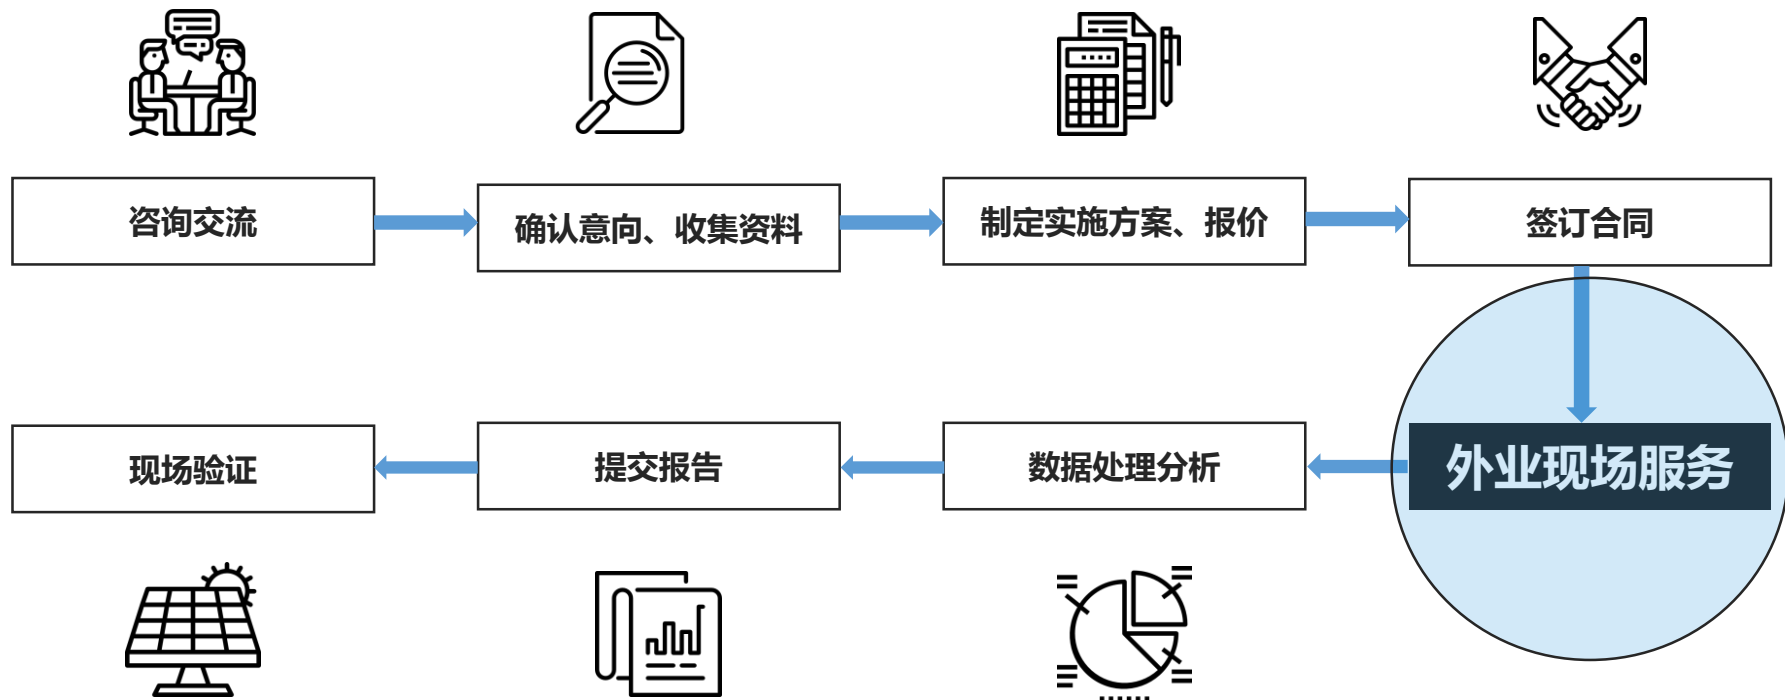 咨询交流
确认意向、收集资料
制定实施方案、报价
签订合同
外业现场服务
数据处理分析
提交报告
现场验证